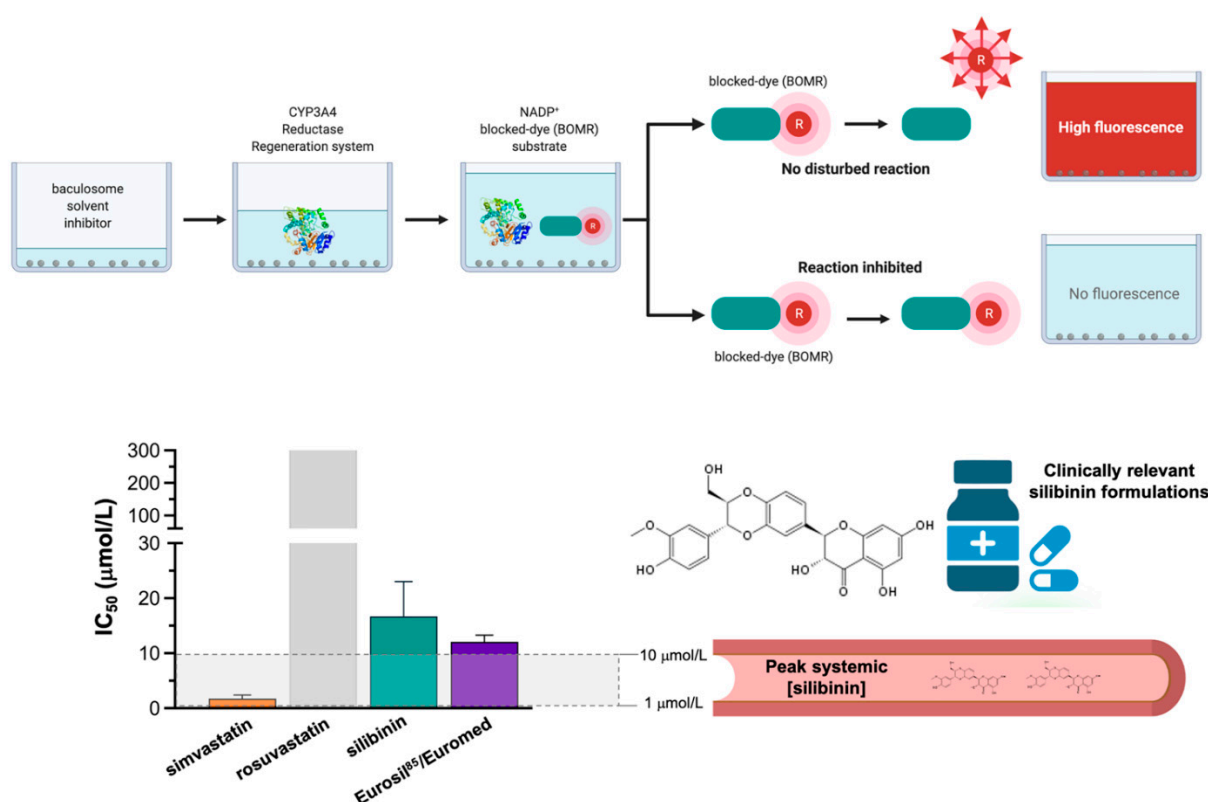 baculosome
solvent
inhibitor
CYP3A4
Reductase
Regeneration system
NADP⁺
blocked-dye (BOMR)
substrate
R
blocked-dye (BOMR)
R
R
No disturbed reaction
High fluorescence
Reaction inhibited
R
R
blocked-dye (BOMR)
No fluorescence
IC₅₀ (μmol/L)
300
200
100
30
20
10
0
simvastatin
rosuvastatin
silibinin
Eurosil⁸⁵/Euromed
OH
O
O
O
HO
O
HO
O
OH
OH
Clinically relevant
silibinin formulations
10 μmol/L
1 μmol/L
Peak systemic
[silibinin]